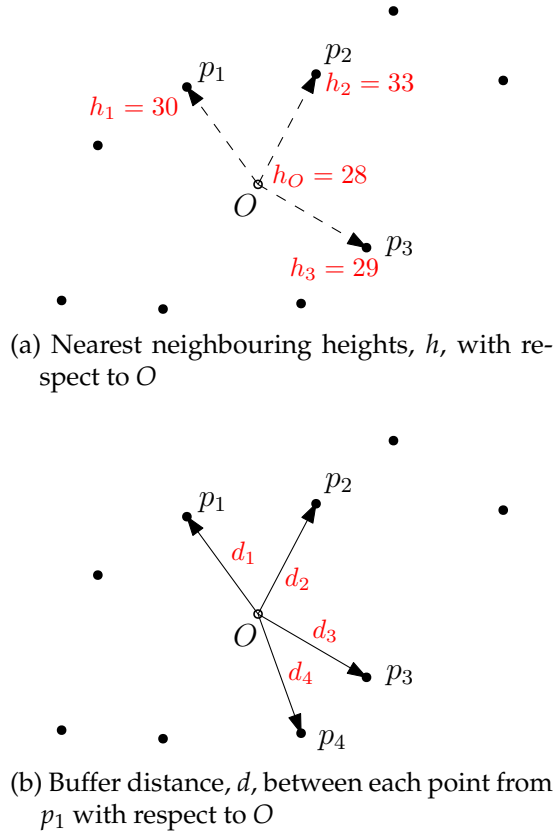 p₁
p₂
h₁ = 30
h₂ = 33
h_O = 28
O
p₃
h₃ = 29
(a) Nearest neighbouring heights, h, with re-
spect to O
p₁
p₂
d₁
d₂
O
d₃
d₄
p₃
p₄
(b) Buffer distance, d, between each point from
p₁ with respect to O